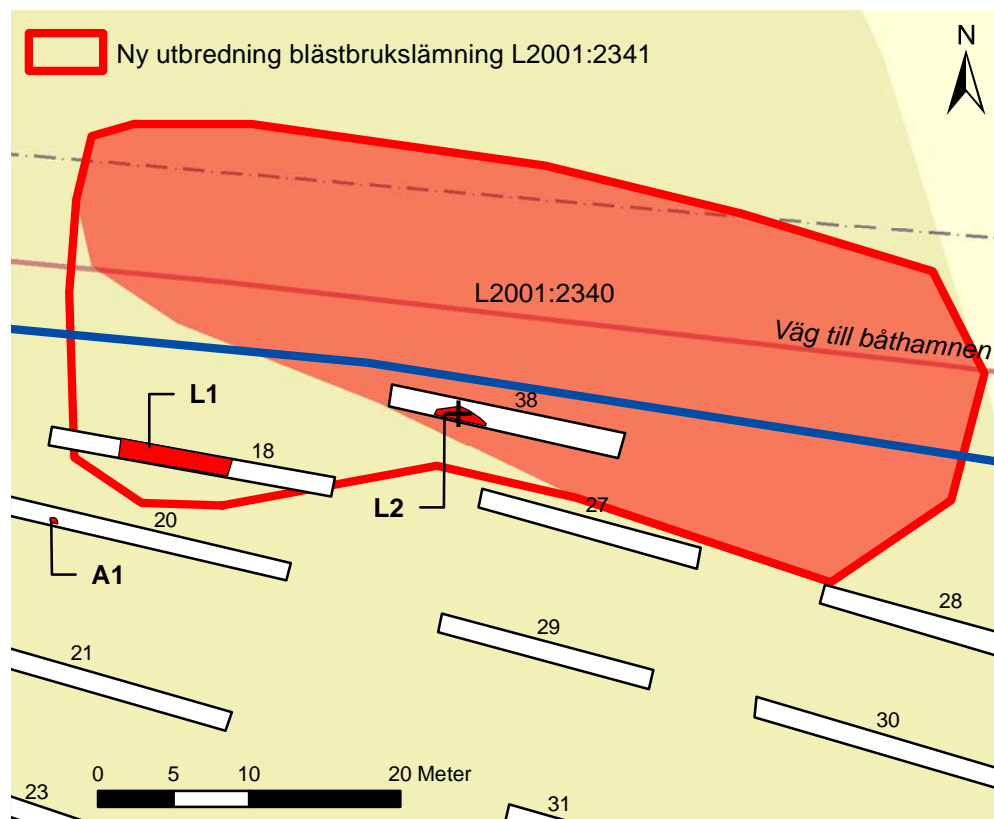 Ny utbredning blästbrukslämning L2001:2341
N
L2001:2340
Väg till båthamnen
L1
38
18
L2
27
20
A1
28
29
21
30
0 5 10 20 Meter
23
31